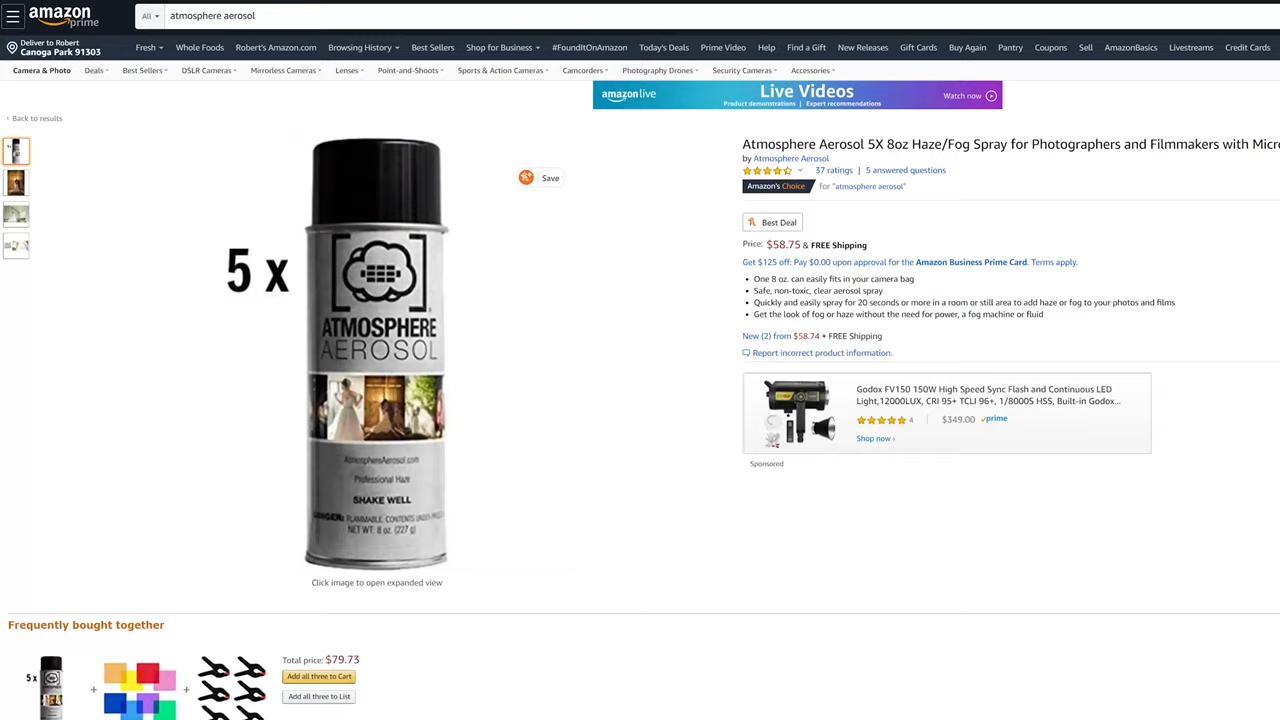 amazon prime
All
atmosphere aerosol
Deliver to Robert
Canoga Park 91303
Fresh
Whole Foods
Robert's Amazon.com
Browsing History
Best Sellers
Shop for Business
#FoundItOnAmazon
Today's Deals
Prime Video
Help
Find a Gift
New Releases
Gift Cards
Buy Again
Pantry
Coupons
Sell
AmazonBasics
Livestreams
Credit Cards
Camera & Photo
Deals
Best Sellers
DSLR Cameras
Mirrorless Cameras
Lenses
Point-and-Shoots
Sports & Action Cameras
Camcorders
Photography Drones
Security Cameras
Accessories
amazon live
Live Videos
Product demonstrations | Expert recommendations
Watch now
‹ Back to results
Save
5 x
ATMOSPHERE
AEROSOL
AtmosphereAerosol.com
Professional Haze
SHAKE WELL
DANGER: FLAMMABLE, CONTENTS UNDER
NET WT. 8 oz. (227 g)
Click image to open expanded view
Atmosphere Aerosol 5X 8oz Haze/Fog Spray for Photographers and Filmmakers with Micro
by Atmosphere Aerosol
37 ratings | 5 answered questions
Amazon's Choice for "atmosphere aerosol"
Best Deal
Price: $58.75 & FREE Shipping
Get $125 off: Pay $0.00 upon approval for the Amazon Business Prime Card. Terms apply.
• One 8 oz. can easily fits in your camera bag
• Safe, non-toxic, clear aerosol spray
• Quickly and easily spray for 20 seconds or more in a room or still area to add haze or fog to your photos and films
• Get the look of fog or haze without the need for power, a fog machine or fluid
New (2) from $58.74 + FREE Shipping
Report incorrect product information.
Godox FV150 150W High Speed Sync Flash and Continuous LED
Light,12000LUX, CRI 95+ TCLI 96+, 1/8000S HSS, Built-in Godox...
4 | $349.00 prime
Shop now ›
Sponsored
Frequently bought together
5 x
+
+
Total price: $79.73
Add all three to Cart
Add all three to List